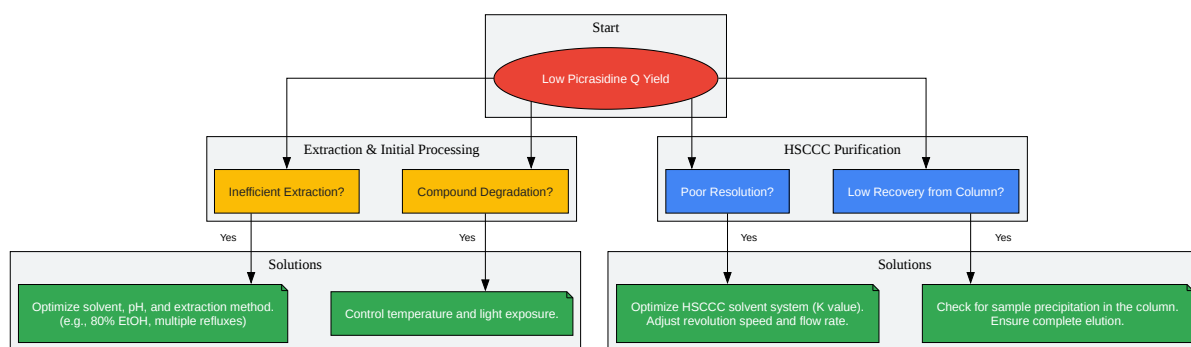 Start
Low Picrasidine Q Yield
Extraction & Initial Processing
HSCCC Purification
Inefficient Extraction?
Compound Degradation?
Poor Resolution?
Low Recovery from Column?
Yes
Yes
Yes
Yes
Solutions
Solutions
Optimize solvent, pH, and extraction method.
(e.g., 80% EtOH, multiple refluxes)
Control temperature and light exposure.
Optimize HSCCC solvent system (K value).
Adjust revolution speed and flow rate.
Check for sample precipitation in the column.
Ensure complete elution.